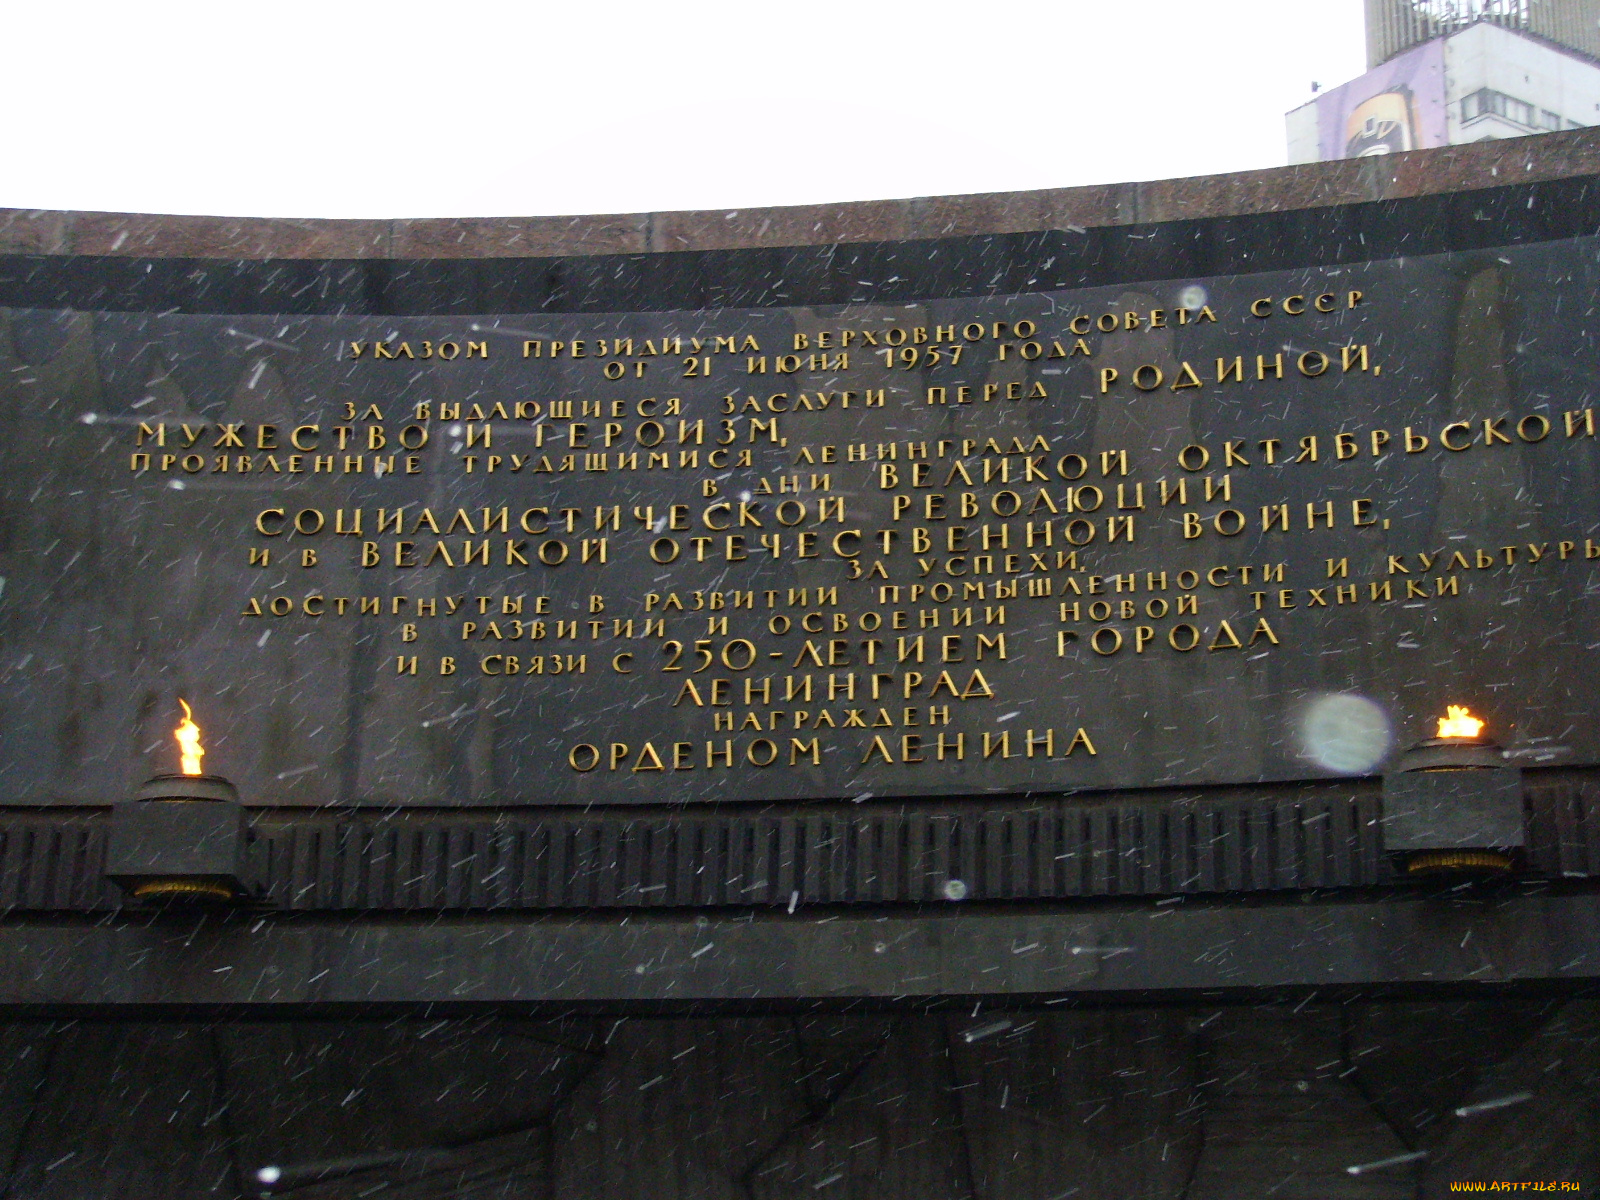 УКАЗОМ ПРЕЗИДИУМА ВЕРХОВНОГО СОВЕТА СССР
ОТ 21 ИЮНЯ 1957 ГОДА
ЗА ВЫДАЮЩИЕСЯ ЗАСЛУГИ ПЕРЕД РОДИНОЙ,
МУЖЕСТВО И ГЕРОИЗМ,
ПРОЯВЛЕННЫЕ ТРУДЯЩИМИСЯ ЛЕНИНГРАДА
В ДНИ ВЕЛИКОЙ ОКТЯБРЬСКОЙ
СОЦИАЛИСТИЧЕСКОЙ РЕВОЛЮЦИИ
И В ВЕЛИКОЙ ОТЕЧЕСТВЕННОЙ ВОЙНЕ,
ЗА УСПЕХИ,
ДОСТИГНУТЫЕ В РАЗВИТИИ ПРОМЫШЛЕННОСТИ И КУЛЬТУРЫ
В РАЗВИТИИ И ОСВОЕНИИ НОВОЙ ТЕХНИКИ
И В СВЯЗИ С 250-ЛЕТИЕМ ГОРОДА
ЛЕНИНГРАД
НАГРАЖДЕН
ОРДЕНОМ ЛЕНИНА
WWW.ARTFILE.RU